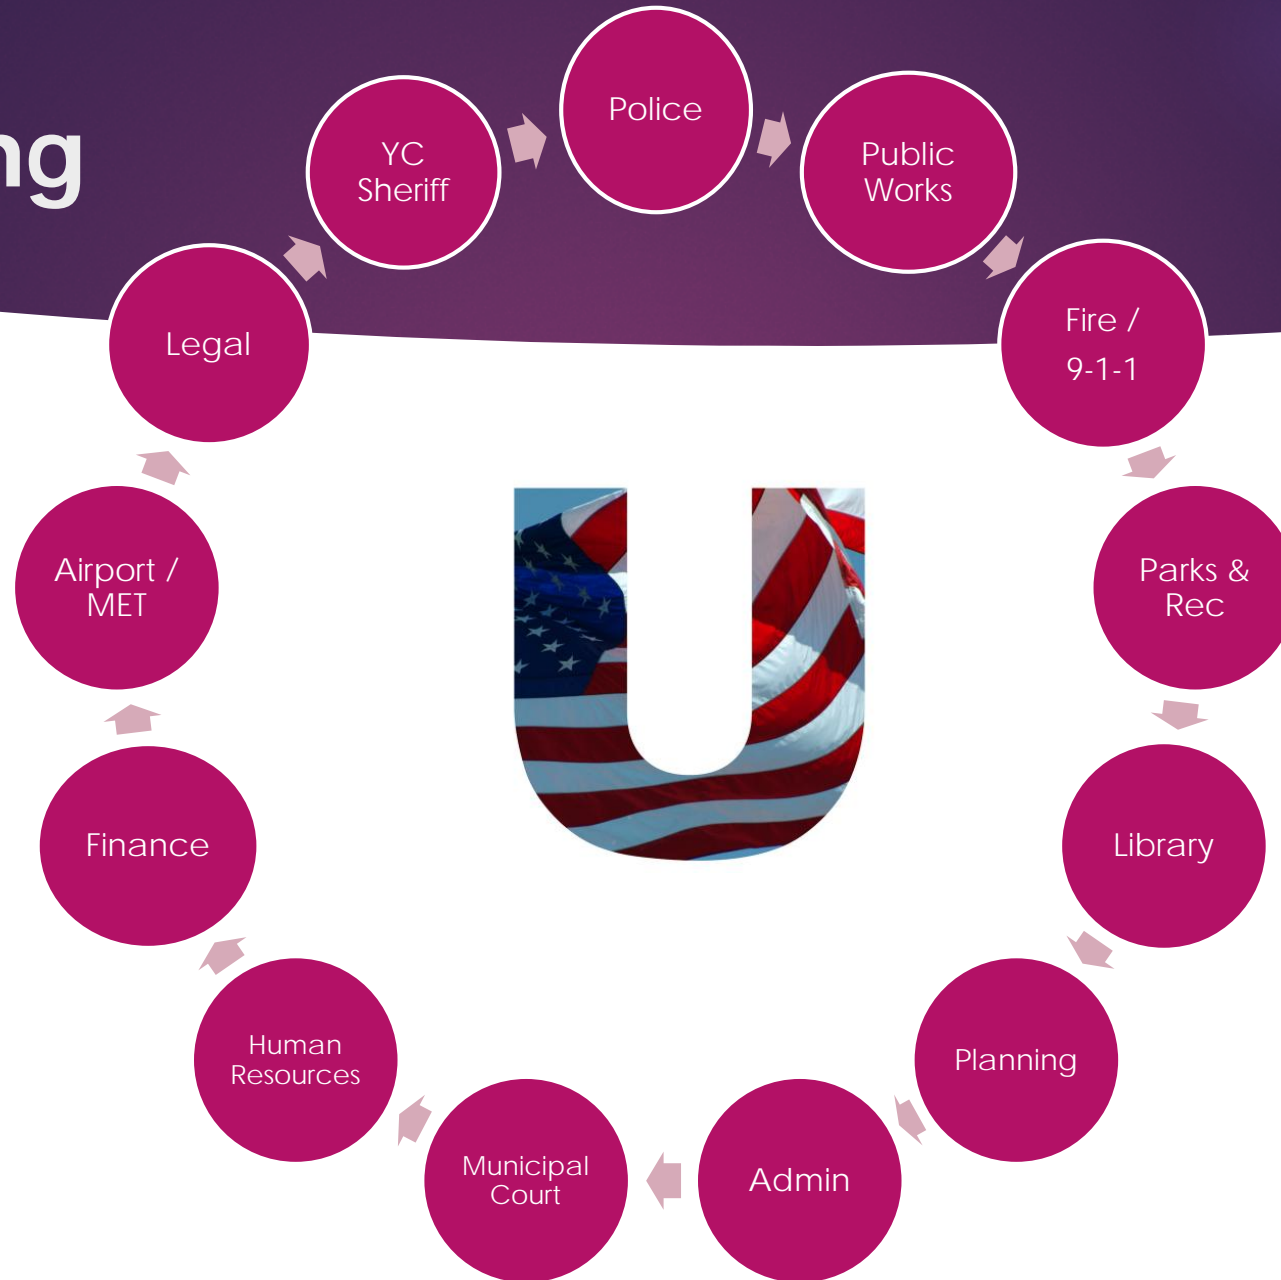 ng
Police
YC
Sheriff
Public
Works
Legal
Fire /
9-1-1
Airport /
MET
U
Parks &
Rec
Finance
Library
Human
Resources
Planning
Municipal
Court
Admin